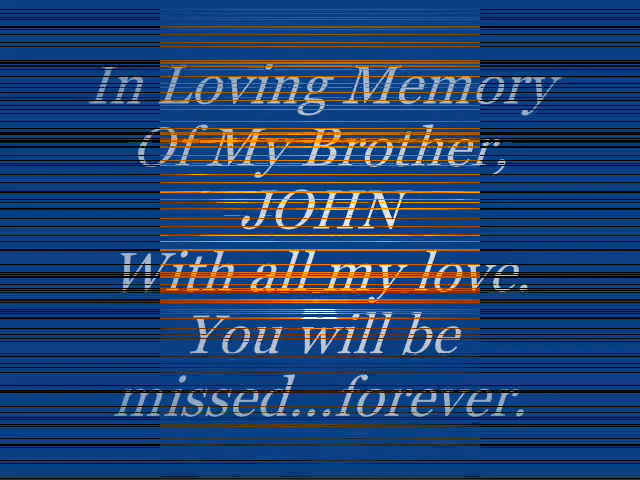 In Loving Memory
Of My Brother,
JOHN
With all my love.
You will be
missed...forever.